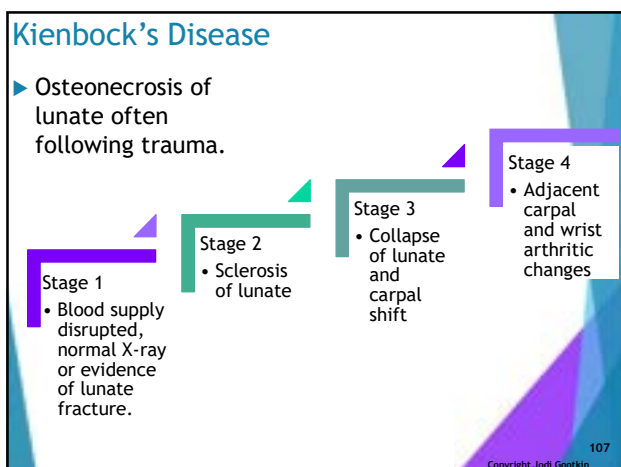 Kienbock's Disease
Osteonecrosis of
lunate often
following trauma.
Stage 1
• Blood supply
disrupted,
normal X-ray
or evidence
of lunate
fracture.
Stage 2
• Sclerosis
of lunate
Stage 3
• Collapse
of lunate
and
carpal
shift
Stage 4
• Adjacent
carpal
and wrist
arthritic
changes
107
Copyright Jodi Gootkin